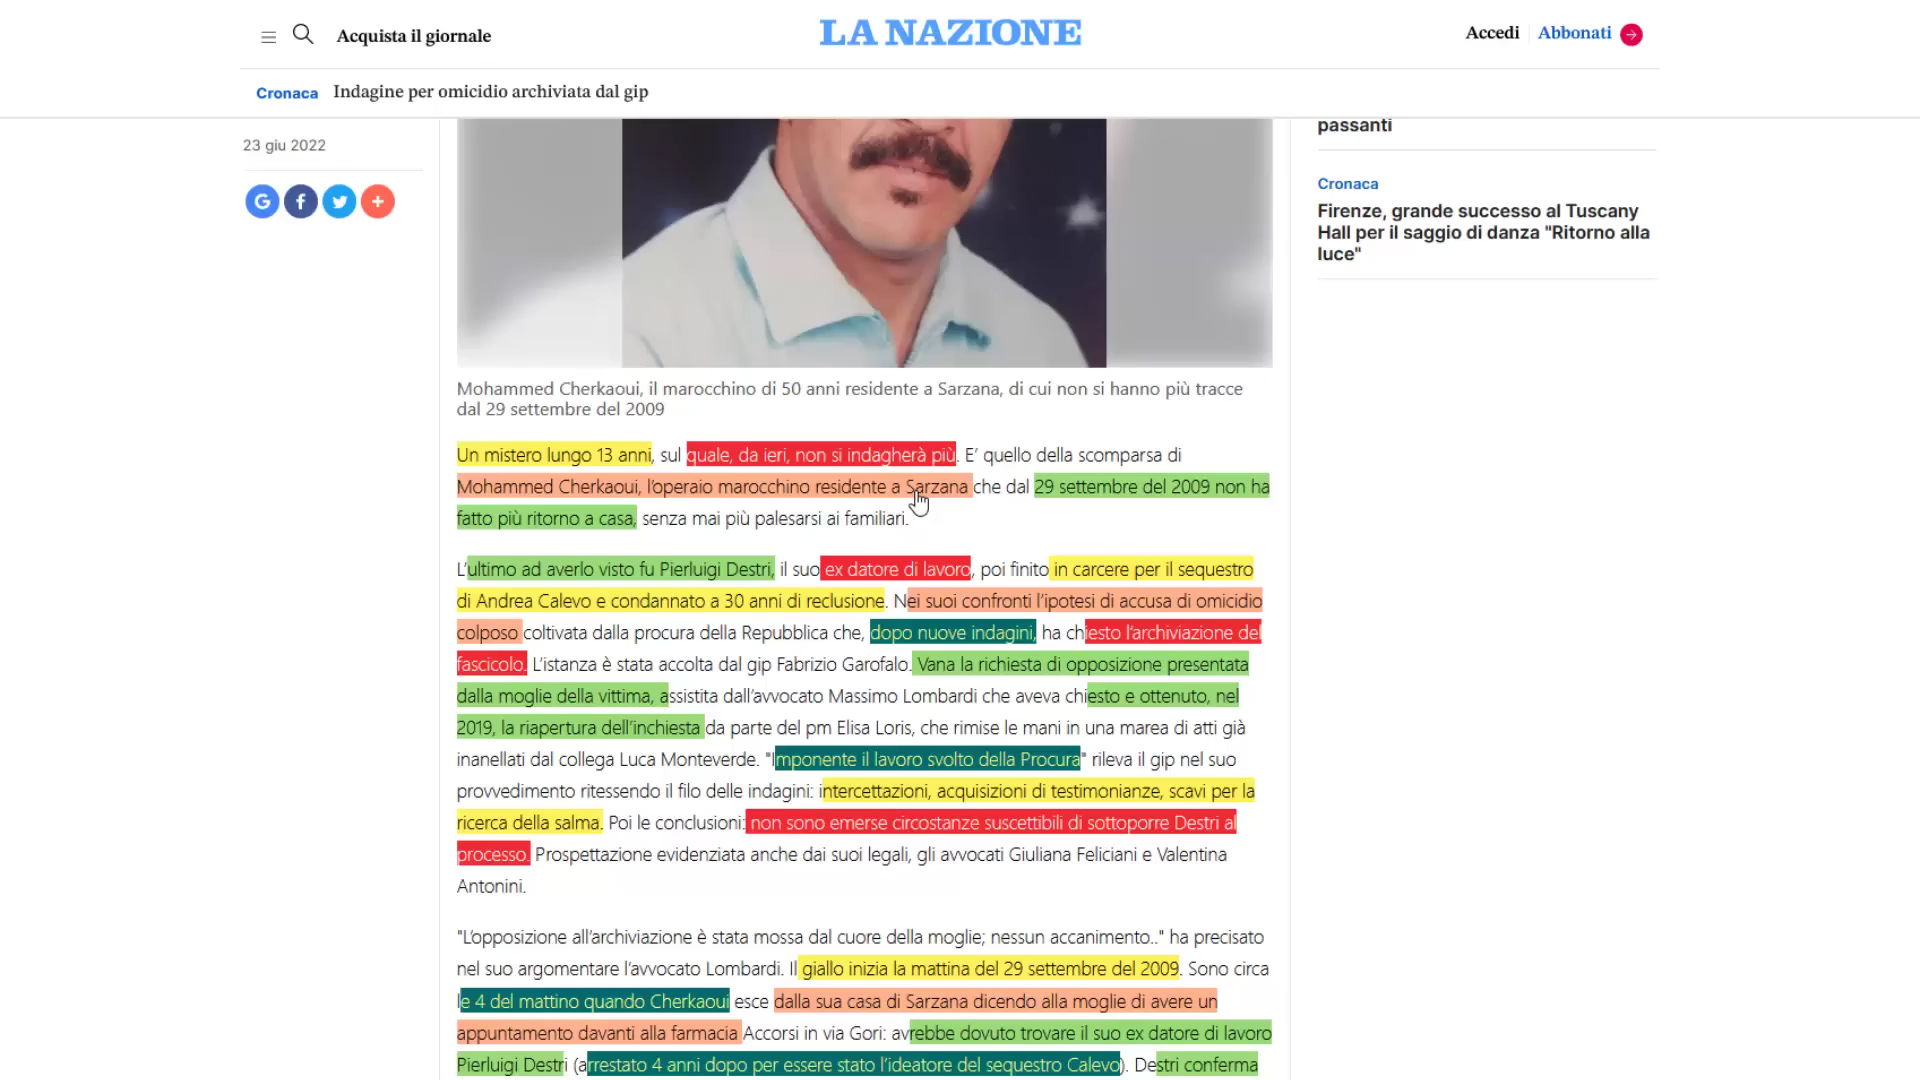 Acquista il giornale
LA NAZIONE
Accedi
Abbonati
Cronaca Indagine per omicidio archiviata dal gip
23 giu 2022
Mohammed Cherkaoui, il marocchino di 50 anni residente a Sarzana, di cui non si hanno più tracce
dal 29 settembre del 2009
Un mistero lungo 13 anni, sul quale, da ieri, non si indagherà più. E' quello della scomparsa di
Mohammed Cherkaoui, l'operaio marocchino residente a Sarzana che dal 29 settembre del 2009 non ha
fatto più ritorno a casa, senza mai più palesarsi ai familiari.
L'ultimo ad averlo visto fu Pierluigi Destri, il suo ex datore di lavoro, poi finito in carcere per il sequestro
di Andrea Calevo e condannato a 30 anni di reclusione. Nei suoi confronti l'ipotesi di accusa di omicidio
colposo coltivata dalla procura della Repubblica che, dopo nuove indagini, ha chiesto l'archiviazione del
fascicolo. L'istanza è stata accolta dal gip Fabrizio Garofalo. Vana la richiesta di opposizione presentata
dalla moglie della vittima, assistita dall'avvocato Massimo Lombardi che aveva chiesto e ottenuto, nel
2019, la riapertura dell'inchiesta da parte del pm Elisa Loris, che rimise le mani in una marea di atti già
inanellati dal collega Luca Monteverde. "Imponente il lavoro svolto della Procura" rileva il gip nel suo
provvedimento ritessendo il filo delle indagini: intercettazioni, acquisizioni di testimonianze, scavi per la
ricerca della salma. Poi le conclusioni: non sono emerse circostanze suscettibili di sottoporre Destri al
processo. Prospettazione evidenziata anche dai suoi legali, gli avvocati Giuliana Feliciani e Valentina
Antonini.
"L'opposizione all'archiviazione è stata mossa dal cuore della moglie; nessun accanimento.." ha precisato
nel suo argomentare l'avvocato Lombardi. Il giallo inizia la mattina del 29 settembre del 2009. Sono circa
le 4 del mattino quando Cherkaoui esce dalla sua casa di Sarzana dicendo alla moglie di avere un
appuntamento davanti alla farmacia Accorsi in via Gori: avrebbe dovuto trovare il suo ex datore di lavoro
Pierluigi Destri (arrestato 4 anni dopo per essere stato l'ideatore del sequestro Calevo). Destri conferma
passanti
Cronaca
Firenze, grande successo al Tuscany
Hall per il saggio di danza "Ritorno alla
luce"